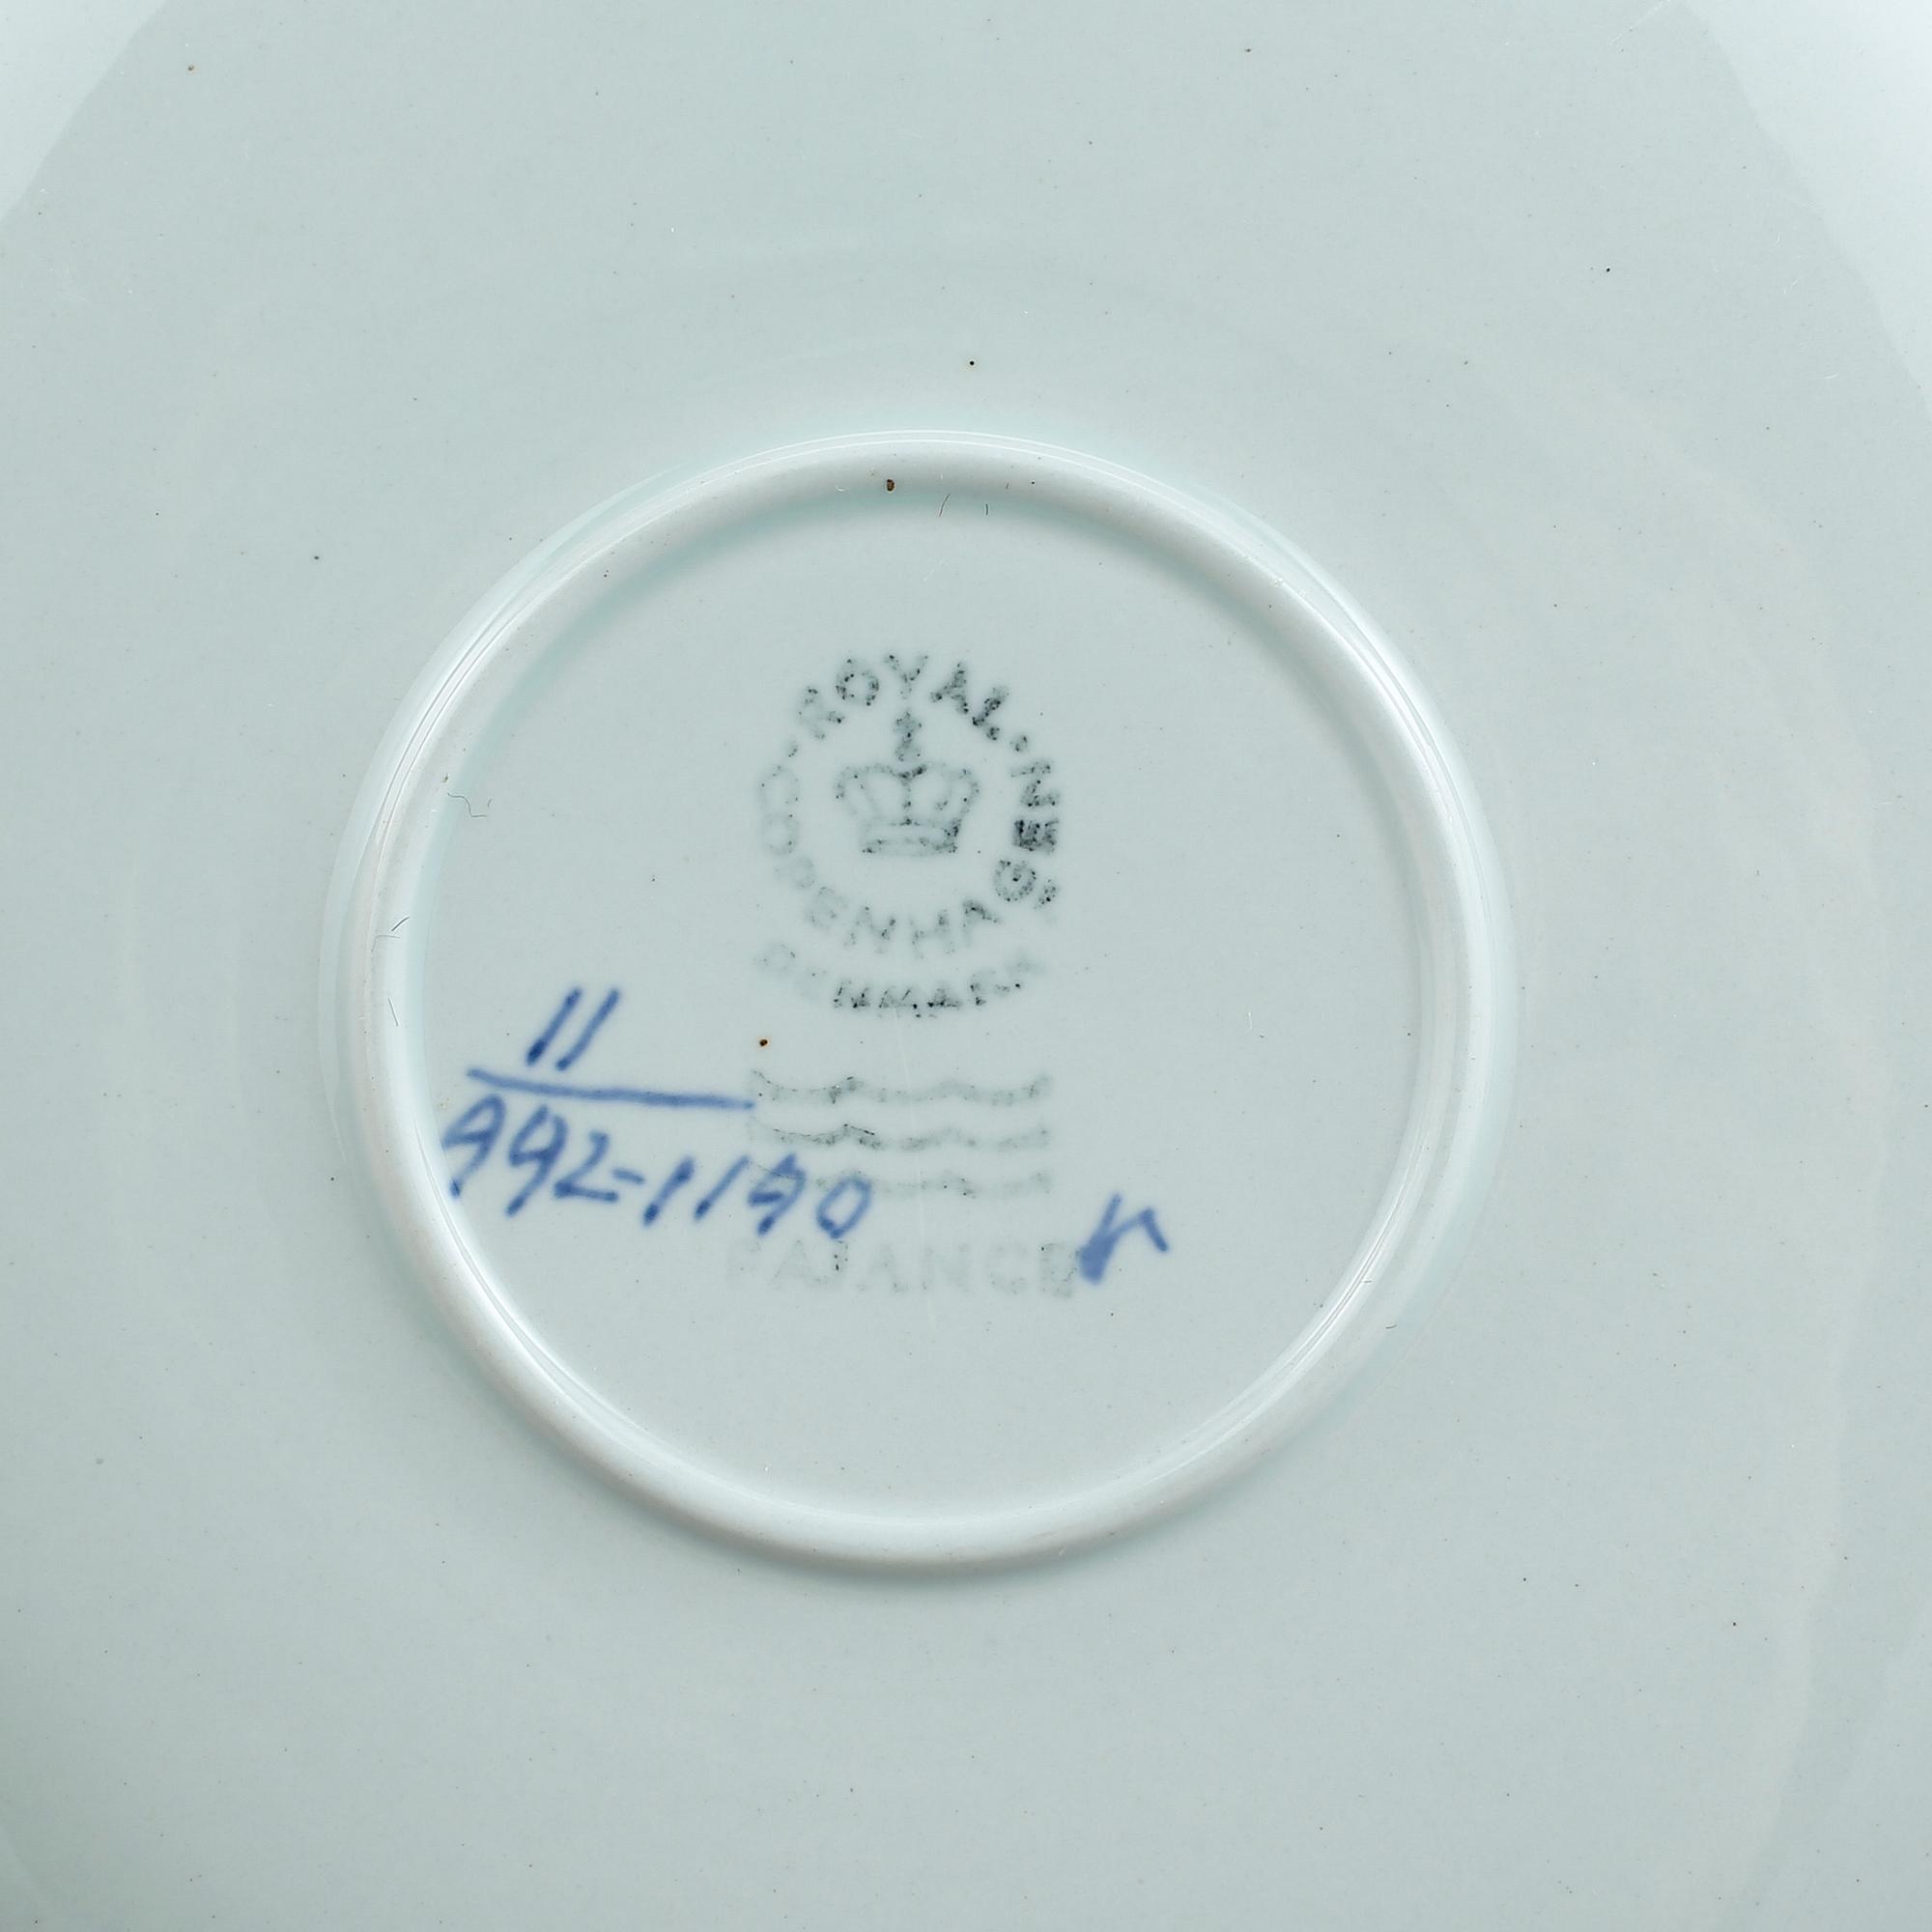 ROYAL · COPENHAGEN
DENMARK
11
992-1190
FAJANCE